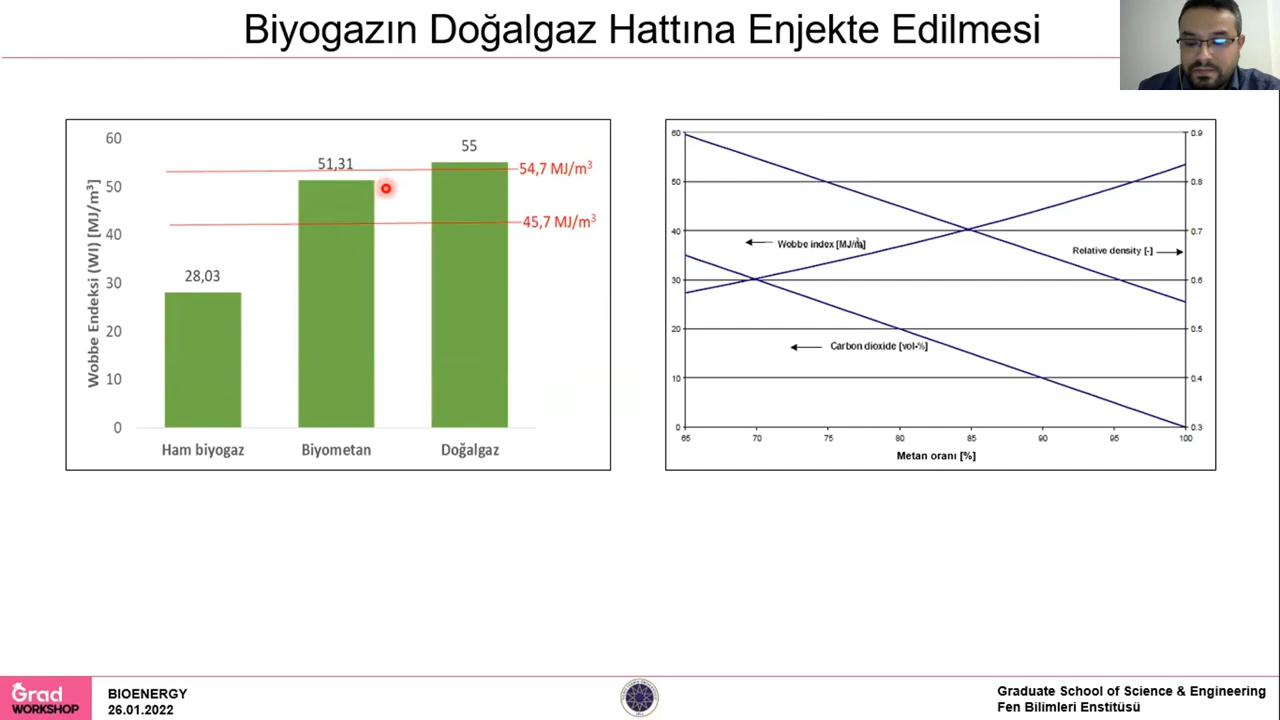 Biyogazın Doğalgaz Hattına Enjekte Edilmesi
Wobbe Endeksi (WI) [MJ/m³]
60
50
40
30
20
10
0
28,03
51,31
55
54,7 MJ/m³
45,7 MJ/m³
Ham biyogaz
Biyometan
Doğalgaz
60
50
40
30
20
10
0
Wobbe index [MJ/m³]
Relative density [-]
Carbon dioxide [vol-%]
0.9
0.8
0.7
0.6
0.5
0.4
0.3
65 70 75 80 85 90 95 100
Metan oranı [%]
Grad
WORKSHOP
BIOENERGY
26.01.2022
Graduate School of Science & Engineering
Fen Bilimleri Enstitüsü